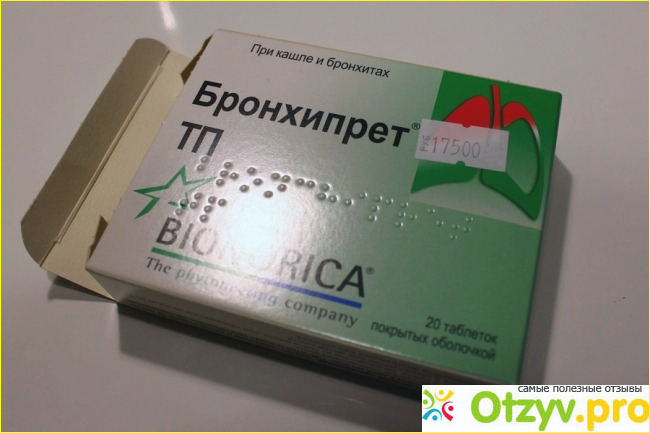 При кашле и бронхитах
Бронхипрет®
ТП
руб
17500
BIONORICA®
The phytoneering company
20 таблеток
покрытых оболочкой
самые полезные отзывы
Otzyv.pro